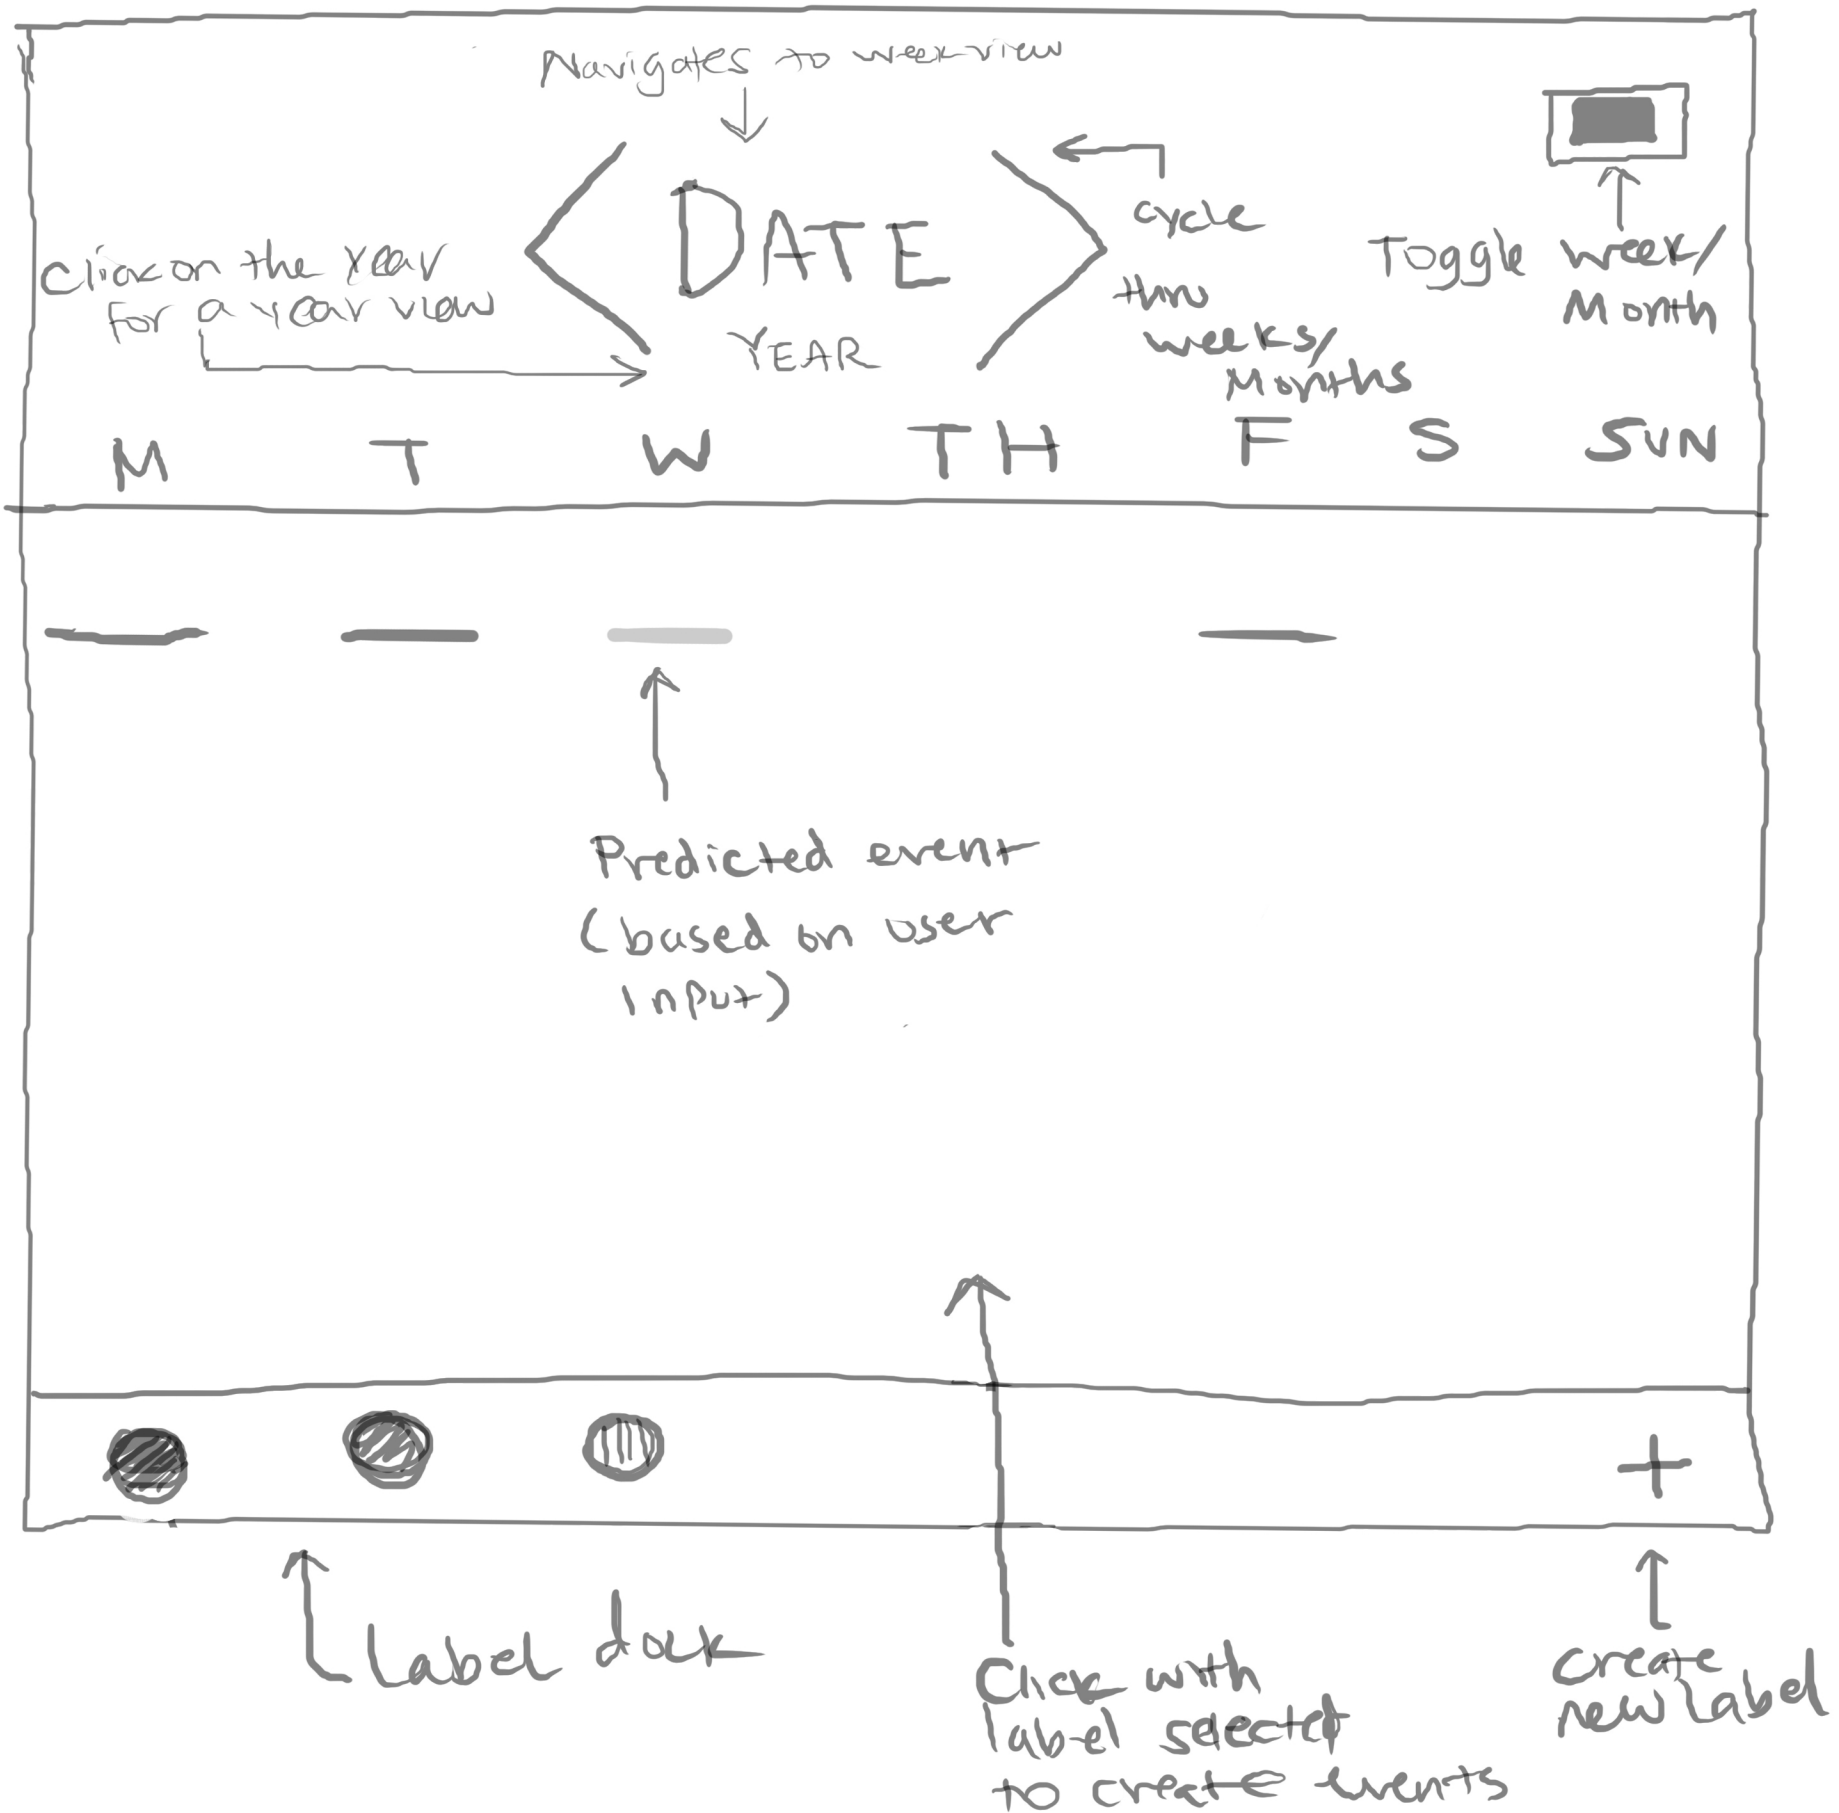 Navigates to week view
DATE
YEAR
Click on the year
For a year view
cycle
thru
weeks/
Months
Toggle week/
Month
M T W TH F S SUN
Predicted event
(based on user
input)
Label dock
Click with
label selected
to create events
create
new label